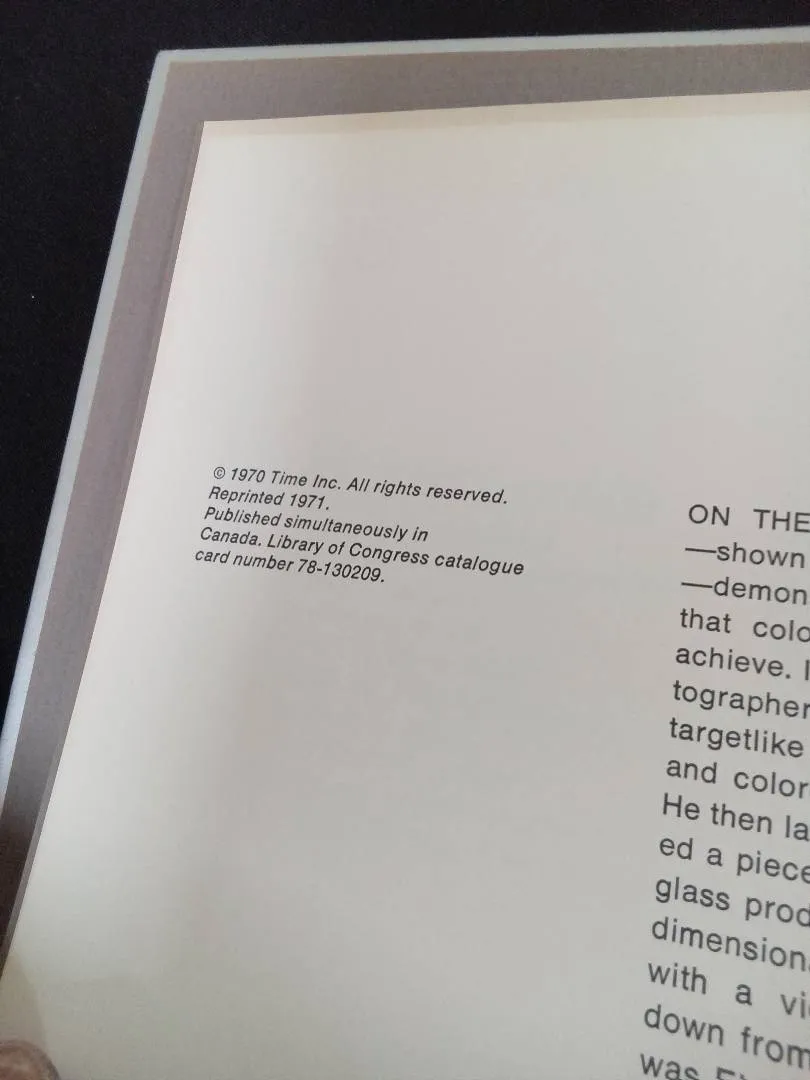 © 1970 Time Inc. All rights reserved.
Reprinted 1971.
Published simultaneously in
Canada. Library of Congress catalogue
card number 78-130209.
ON THE
—shown
—demon
that colo
achieve. I
tographer
targetlike
and color
He then la
ed a piece
glass prod
dimension
with a vi
down from
was